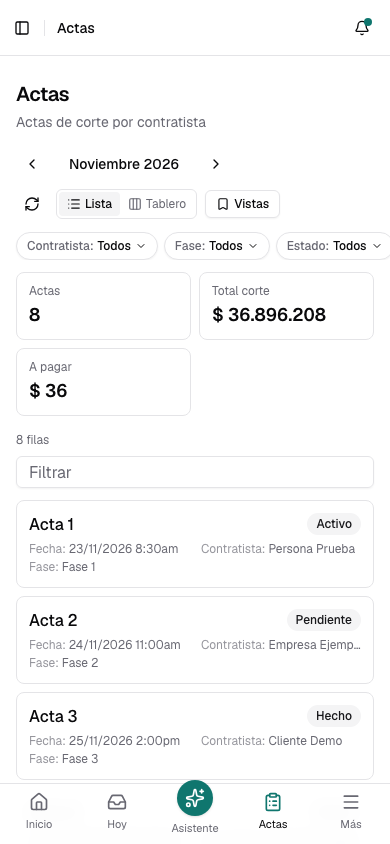 Actas
Actas
Actas de corte por contratista
Noviembre 2026
Lista Tablero Vistas
Contratista: Todos Fase: Todos Estado: Todos
Actas Total corte
8 $ 36.896.208
A pagar
$ 36
8 filas
Filtrar
Acta 1 Activo
Fecha: 23/11/2026 8:30am Contratista: Persona Prueba
Fase: Fase 1
Acta 2 Pendiente
Fecha: 24/11/2026 11:00am Contratista: Empresa Ejemp…
Fase: Fase 2
Acta 3 Hecho
Fecha: 25/11/2026 2:00pm Contratista: Cliente Demo
Fase: Fase 3
Inicio Hoy Asistente Actas Más